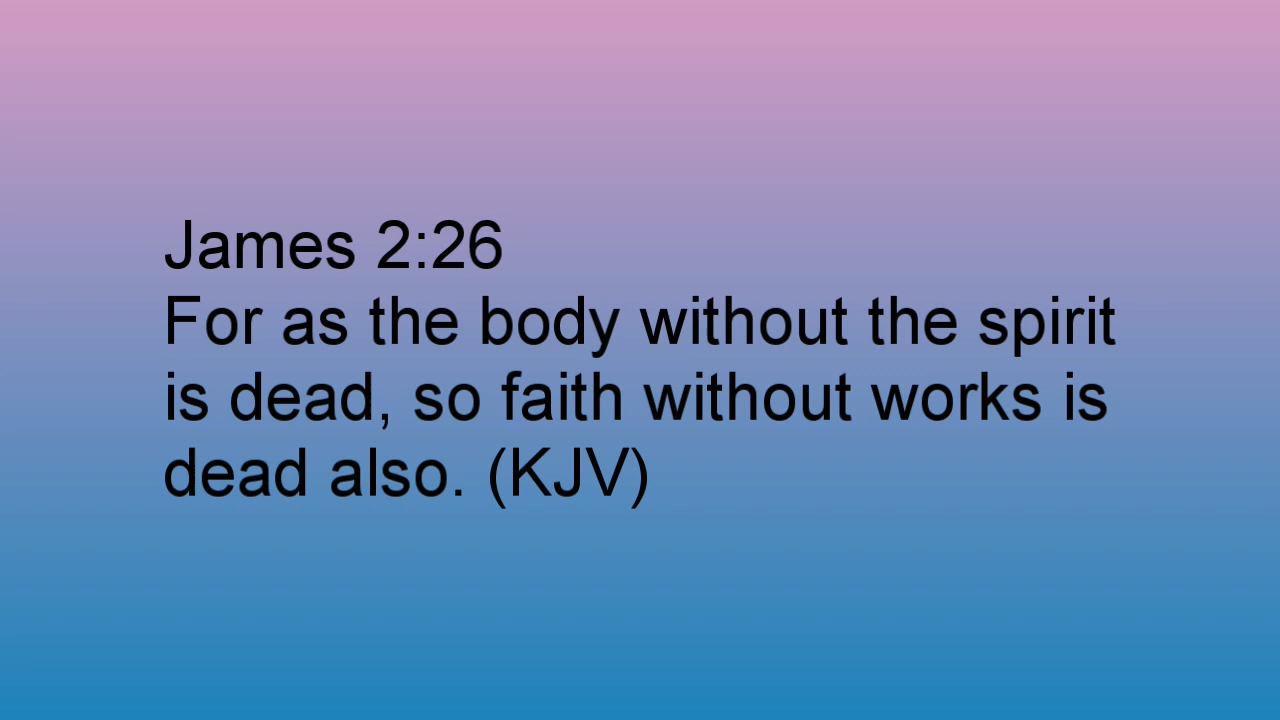 James 2:26
For as the body without the spirit
is dead, so faith without works is
dead also. (KJV)